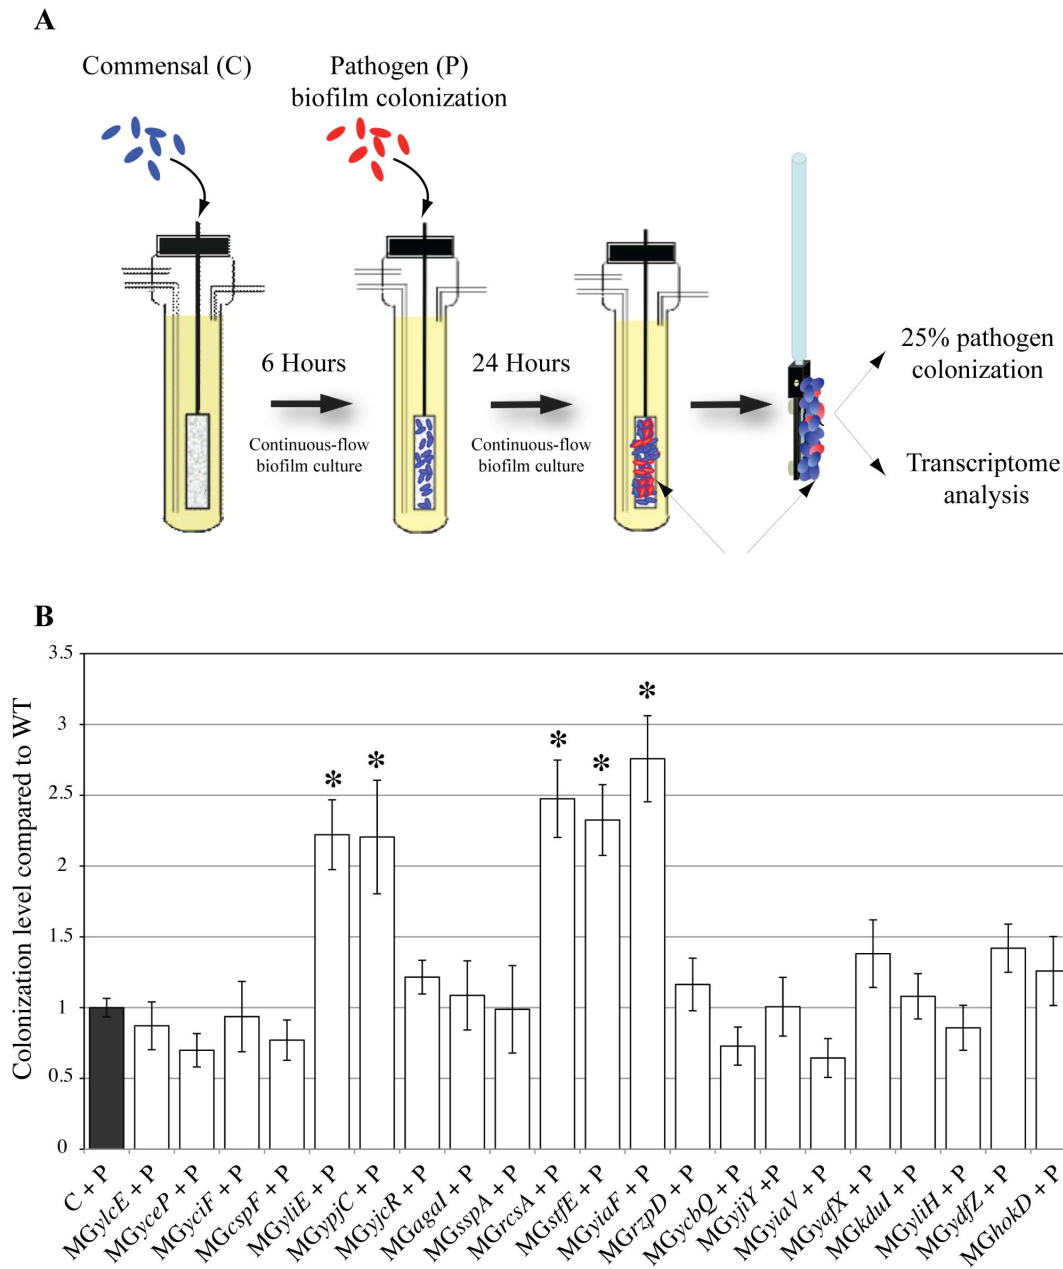 A
Commensal (C)
Pathogen (P)
biofilm colonization
6 Hours
Continuous-flow
biofilm culture
24 Hours
Continuous-flow
biofilm culture
25% pathogen
colonization
Transcriptome
analysis
B
Colonization level compared to WT
3.5
3
2.5
2
1.5
1
0.5
0
* * * * *
C + P
MGylcE + P
MGyceP + P
MGyciF + P
MGcspF + P
MGyliE + P
MGypjC + P
MGyjcR + P
MGagaI + P
MGsspA + P
MGrcsA + P
MGstfE + P
MGyiaF + P
MGrzpD + P
MGycbQ + P
MGyjiY +P
MGyiaV + P
MGyafX + P
MGkduI + P
MGyliH + P
MGydfZ + P
MGhokD + P